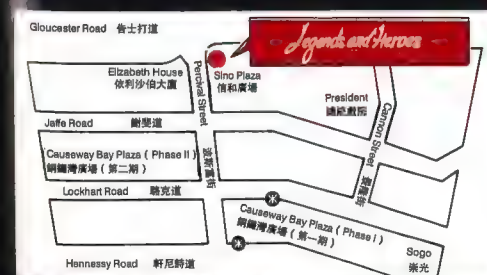 Gloucester Road 告士打道
Legends and Heroes
Elizabeth House
依利沙伯大廈
Percival Street
波斯富街
Sino Plaza
信和廣場
President
總統戲院
Cannon Street
景隆街
Jaffe Road 謝斐道
Causeway Bay Plaza ( Phase II )
銅鑼灣廣場 ( 第二期 )
Lockhart Road 駱克道
Causeway Bay Plaza ( Phase I )
銅鑼灣廣場 ( 第一期 )
Sogo
崇光
Hennessy Road 軒尼詩道